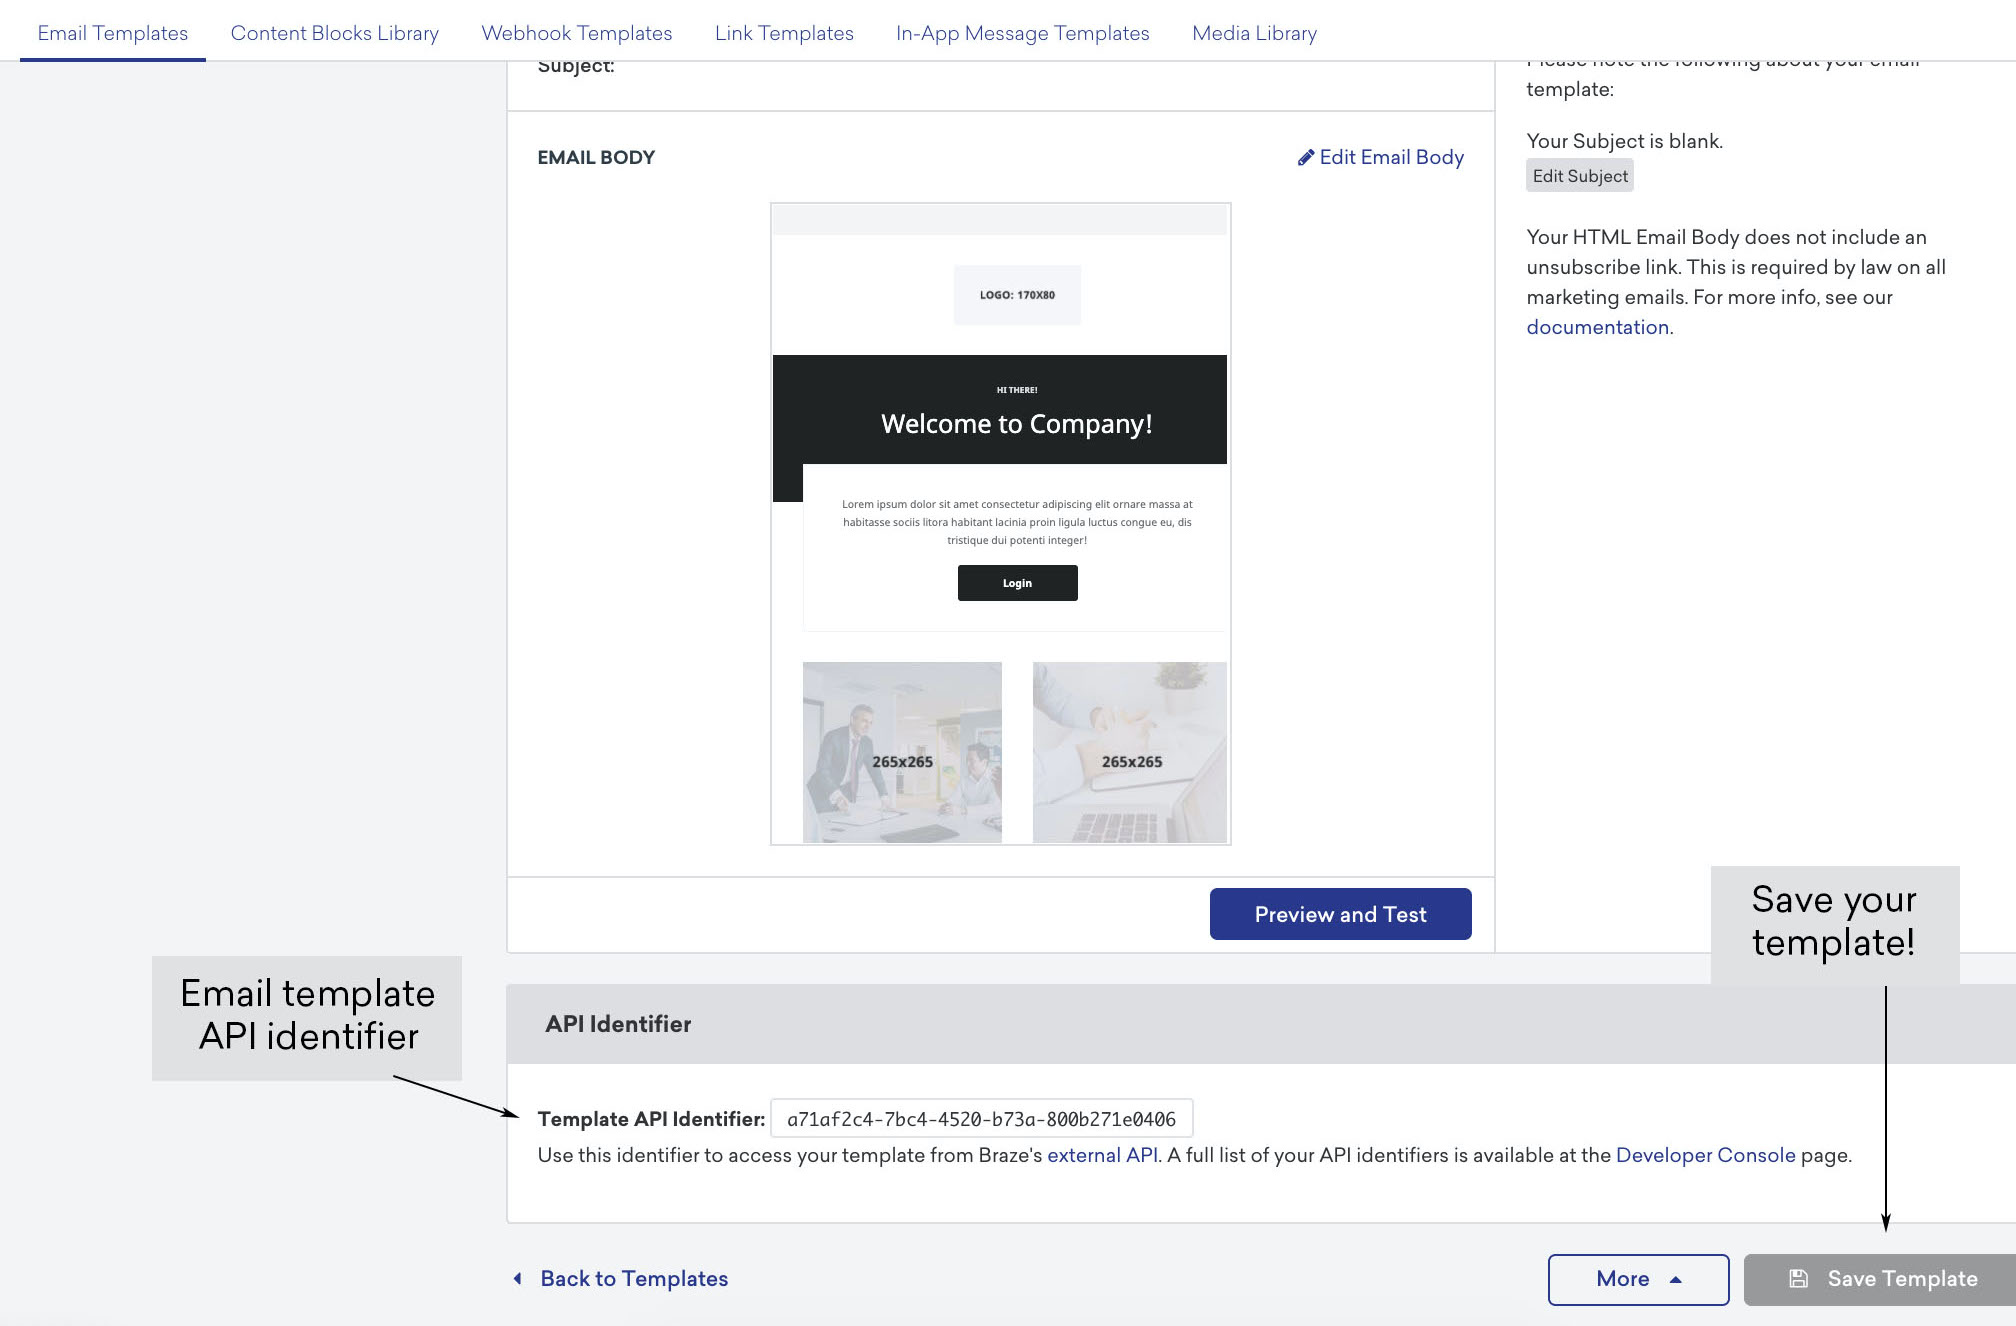 Email Templates
Content Blocks Library
Webhook Templates
Link Templates
In-App Message Templates
Media Library
Subject:
Please note the following about your email
template:
Your Subject is blank.
Edit Subject
Your HTML Email Body does not include an
unsubscribe link. This is required by law on all
marketing emails. For more info, see our
documentation.
EMAIL BODY
Edit Email Body
LOGO: 170X80
HI THERE!
Welcome to Company!
Lorem ipsum dolor sit amet consectetur adipiscing elit ornare massa at
habitasse sociis litora habitant lacinia proin ligula luctus congue eu, dis
tristique dui potenti integer!
Login
265x265
265x265
Preview and Test
Save your
template!
Email template
API identifier
API Identifier
Template API Identifier: a71af2c4-7bc4-4520-b73a-800b271e0406
Use this identifier to access your template from Braze's external API. A full list of your API identifiers is available at the Developer Console page.
Back to Templates
More
Save Template